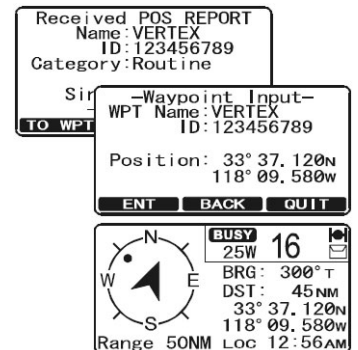 Received POS REPORT
Name:VERTEX
ID:123456789
Category:Routine
TO WPT
—Waypoint Input—
WPT Name:VERTEX
ID:123456789
Position: 33°37.120N
118°09.580W
ENT BACK QUIT
N
W E
S
Range 50NM
BUSY
25W 16
BRG: 300°T
DST: 45NM
33°37.120N
118°09.580W
LOC 12:56AM